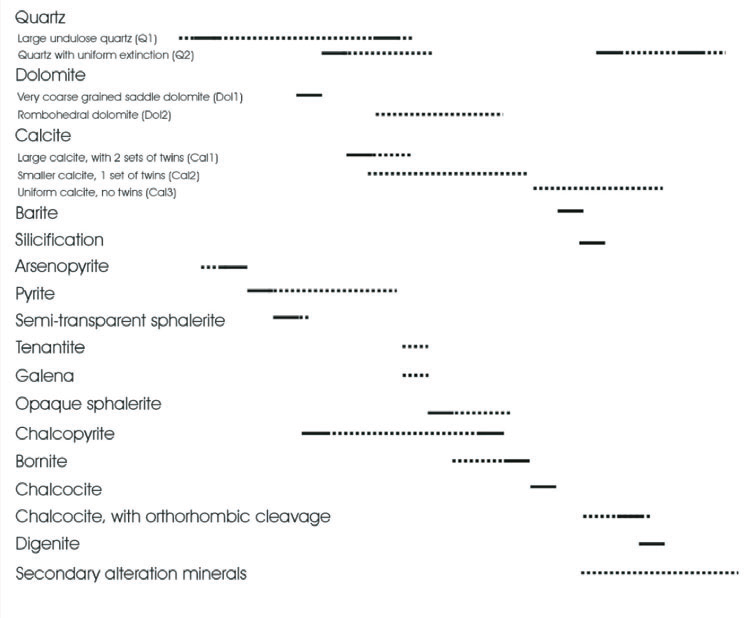 Quartz
Large undulose quartz (Q1)
Quartz with uniform extinction (Q2)
Dolomite
Very coarse grained saddle dolomite (Dol1)
Rombohedral dolomite (Dol2)
Calcite
Large calcite, with 2 sets of twins (Cal1)
Smaller calcite, 1 set of twins (Cal2)
Uniform calcite, no twins (Cal3)
Barite
Silicification
Arsenopyrite
Pyrite
Semi-transparent sphalerite
Tenantite
Galena
Opaque sphalerite
Chalcopyrite
Bornite
Chalcocite
Chalcocite, with orthorhombic cleavage
Digenite
Secondary alteration minerals